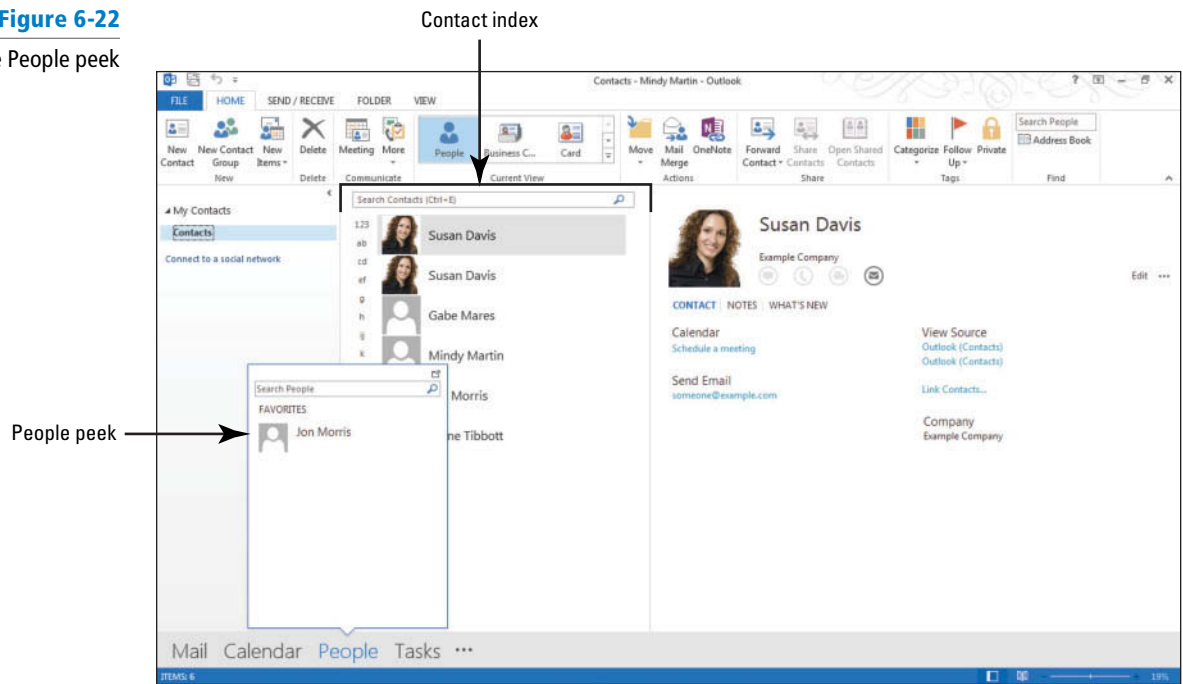 Figure 6-22
People peek
Contact index
People peek
Contacts - Mindy Martin - Outlook
FILE HOME SEND / RECEIVE FOLDER VIEW
New Contact
New Contact Group
New Items
New
Delete
Delete
Meeting
More
Communicate
People
Business C...
Card
Current View
Move
Mail Merge
OneNote
Actions
Forward Contact
Share Contacts
Open Shared Contacts
Share
Categorize
Follow Up
Private
Tags
Search People
Address Book
Find
My Contacts
Contacts
Connect to a social network
Search Contacts (Ctrl+E)
123
ab
cd
ef
g
h
ij
k
Susan Davis
Susan Davis
Gabe Mares
Mindy Martin
Morris
ne Tibbott
Search People
FAVORITES
Jon Morris
Susan Davis
Example Company
Edit •••
CONTACT NOTES WHAT'S NEW
Calendar
Schedule a meeting
Send Email
someone@example.com
View Source
Outlook (Contacts)
Outlook (Contacts)
Link Contacts...
Company
Example Company
Mail Calendar People Tasks •••
ITEMS: 6
19%